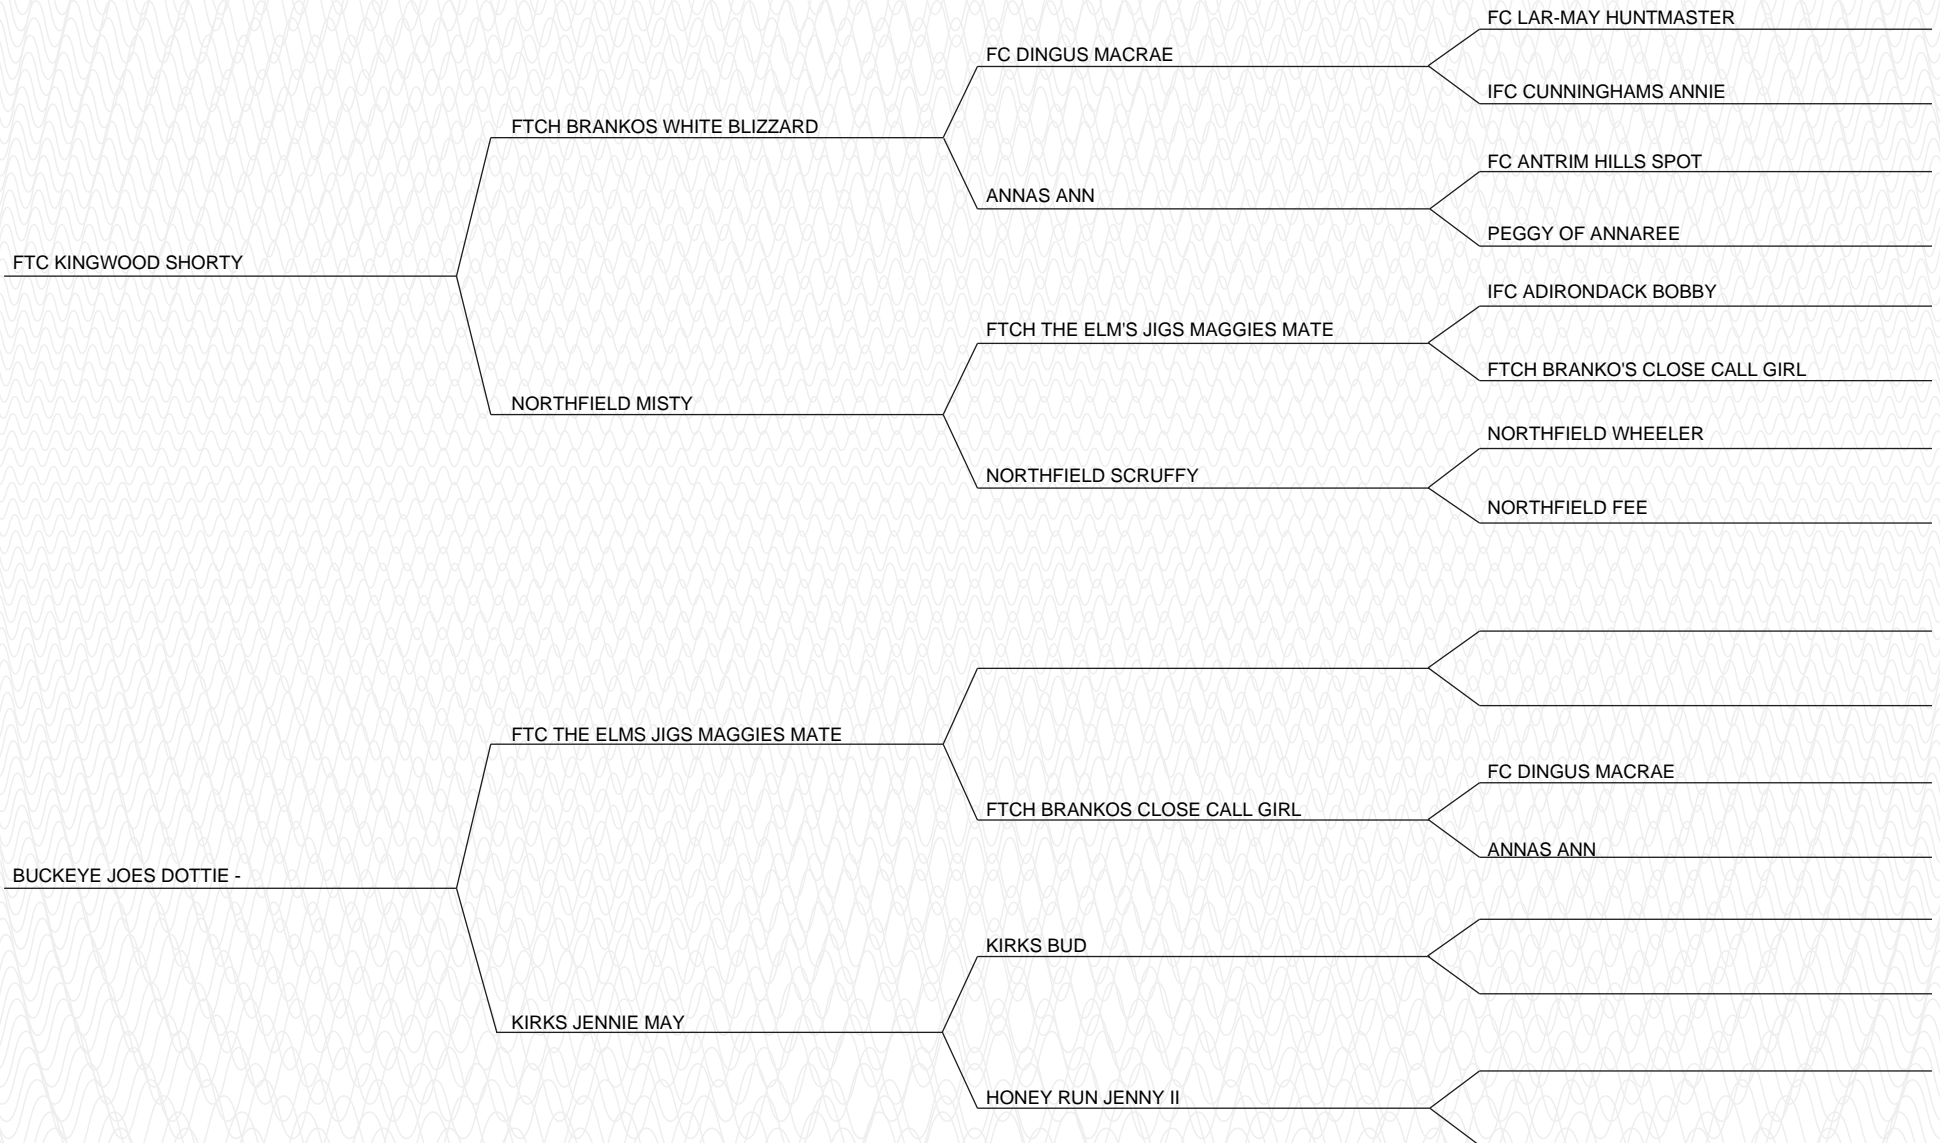 FC LAR-MAY HUNTMASTER
FC DINGUS MACRAE
IFC CUNNINGHAMS ANNIE
FTCH BRANKOS WHITE BLIZZARD
FC ANTRIM HILLS SPOT
ANNAS ANN
PEGGY OF ANNAREE
FTC KINGWOOD SHORTY
IFC ADIRONDACK BOBBY
FTCH THE ELM'S JIGS MAGGIES MATE
FTCH BRANKO'S CLOSE CALL GIRL
NORTHFIELD MISTY
NORTHFIELD WHEELER
NORTHFIELD SCRUFFY
NORTHFIELD FEE
FTC THE ELMS JIGS MAGGIES MATE
FC DINGUS MACRAE
FTCH BRANKOS CLOSE CALL GIRL
ANNAS ANN
BUCKEYE JOES DOTTIE -
KIRKS BUD
KIRKS JENNIE MAY
HONEY RUN JENNY II